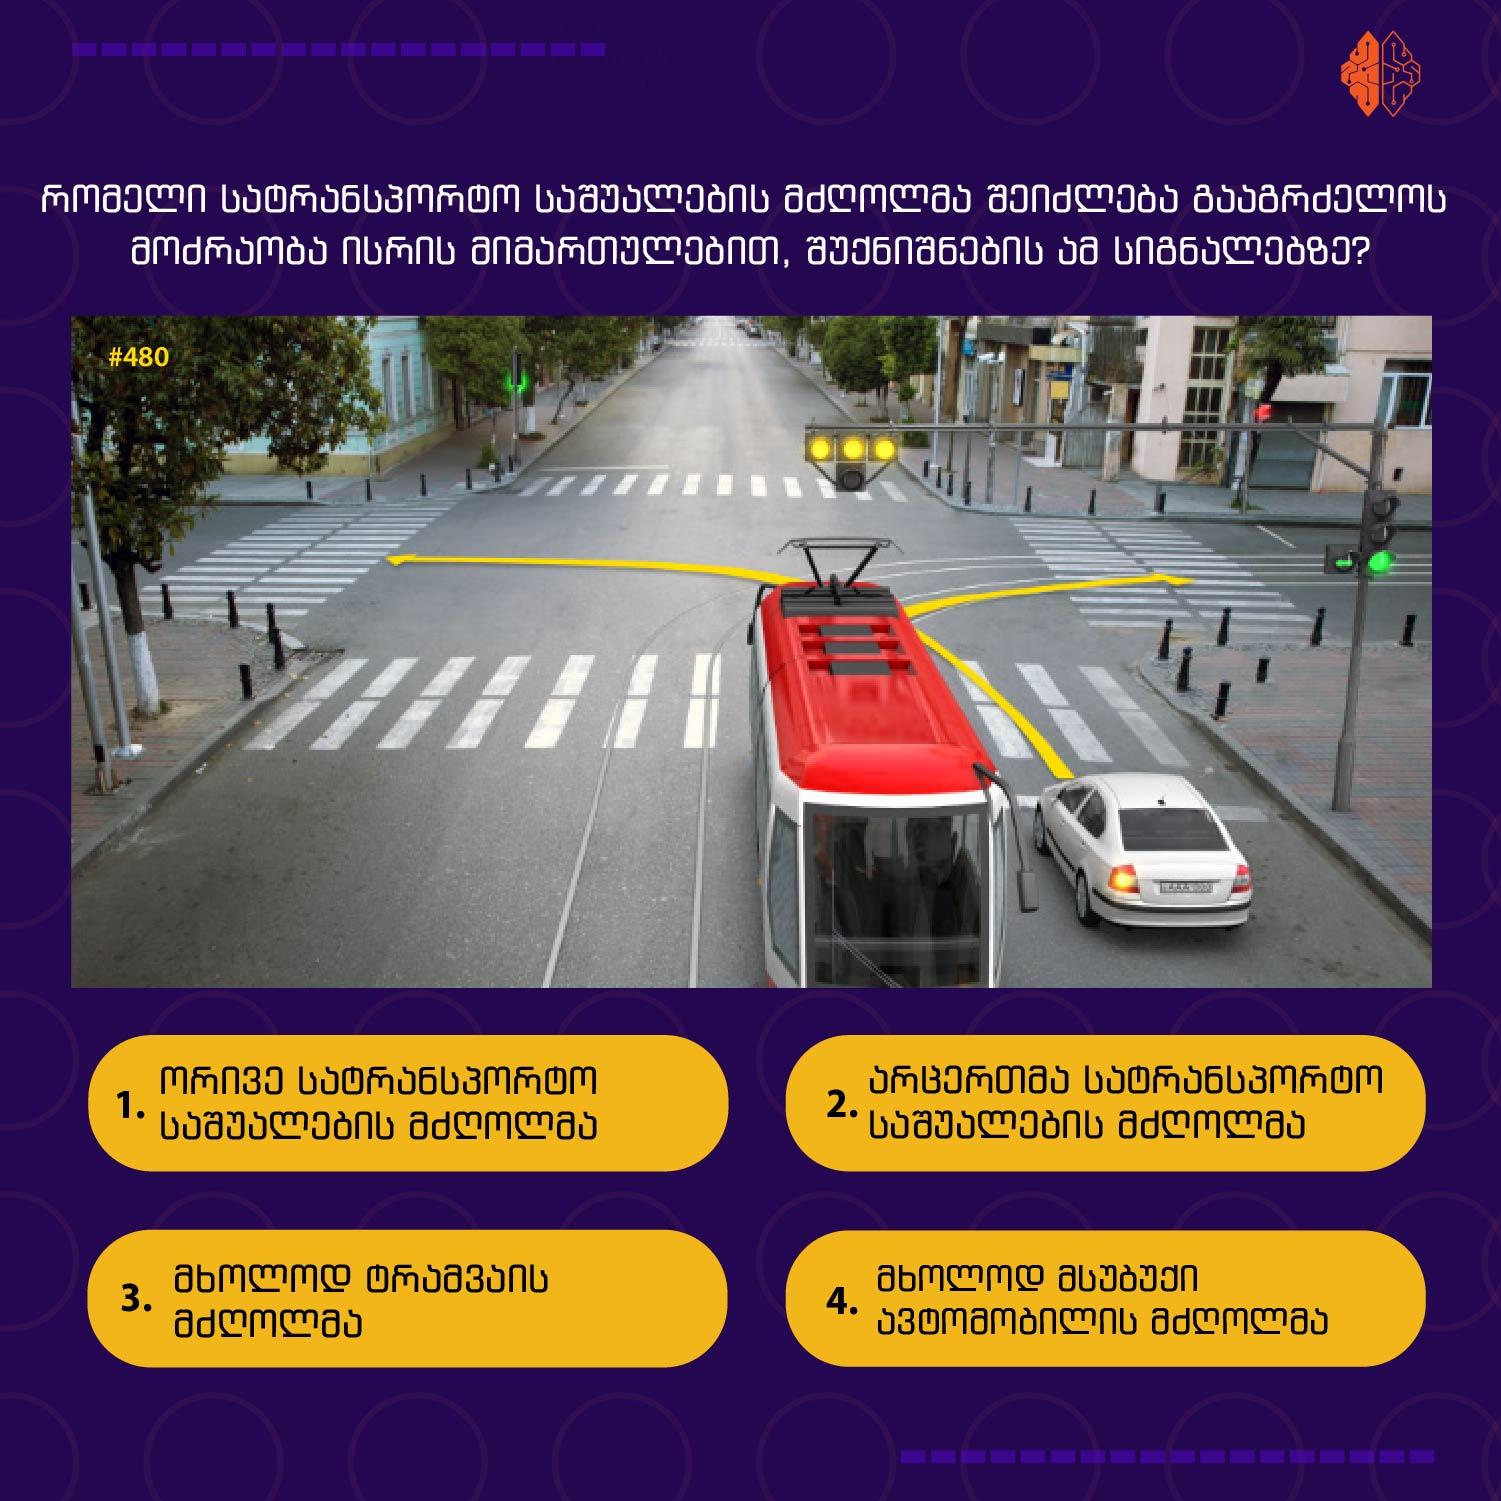 რომელი სატრანსპორტო საშუალების მძღოლმა შეიძლება გააგრძელოს
მოძრაობა ისრის მიმართულებით, შუქნიშნების ამ სიგნალებზე?
#480
1. ორივე სატრანსპორტო
საშუალების მძღოლმა
2. არცერთმა სატრანსპორტო
საშუალების მძღოლმა
3. მხოლოდ ტრამვაის
მძღოლმა
4. მხოლოდ მსუბუქი
ავტომობილის მძღოლმა